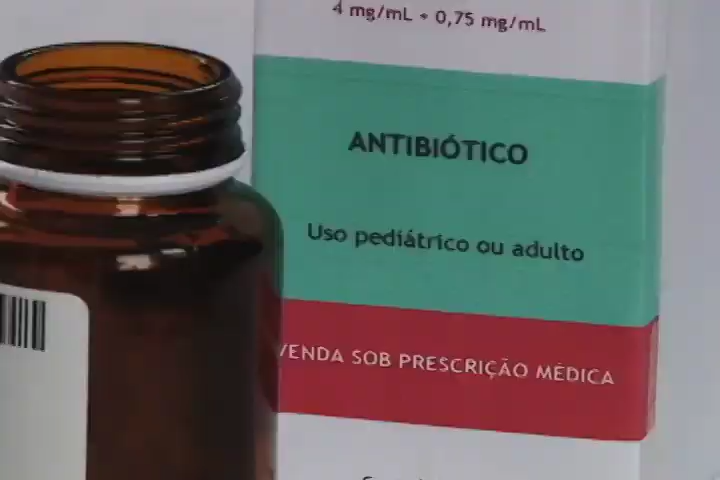 4 mg/mL + 0,75 mg/mL
ANTIBIÓTICO
Uso pediátrico ou adulto
VENDA SOB PRESCRIÇÃO MÉDICA